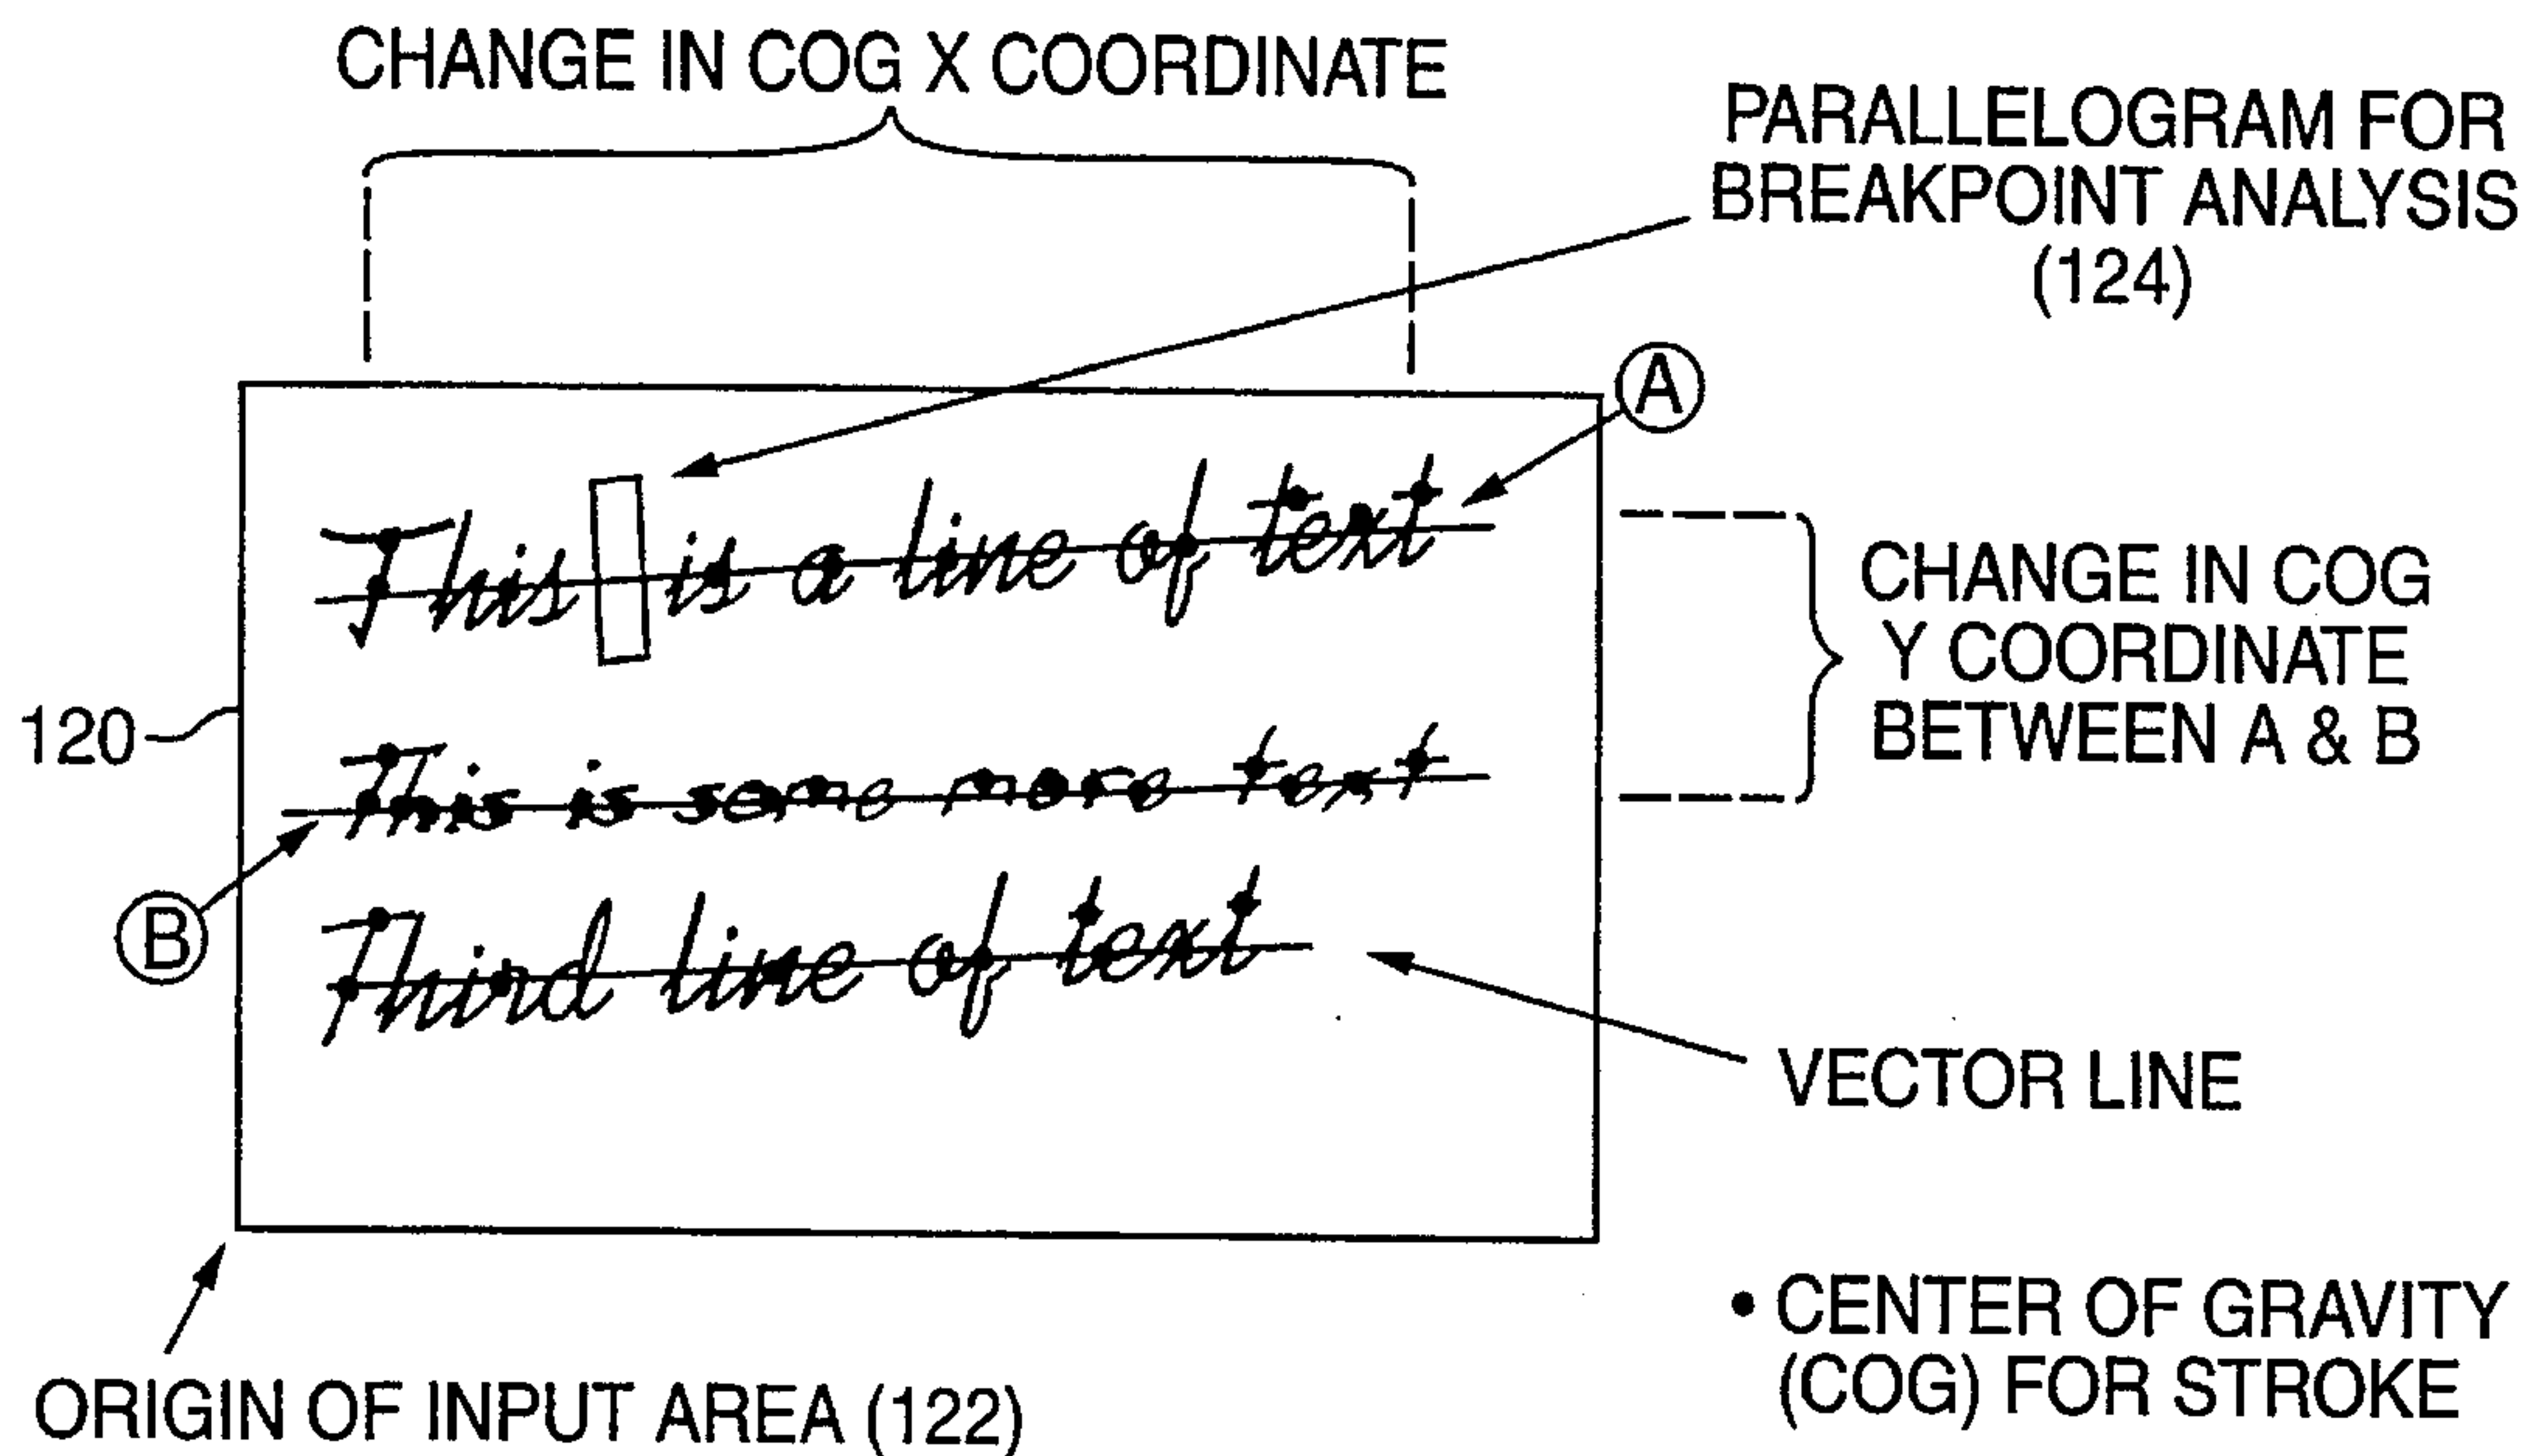 CHANGE IN COG X COORDINATE
PARALLELOGRAM FOR
BREAKPOINT ANALYSIS
(124)
A
This is a line of text
CHANGE IN COG
Y COORDINATE
BETWEEN A & B
120
This is some more text
B
Third line of text
VECTOR LINE
ORIGIN OF INPUT AREA (122)
• CENTER OF GRAVITY
(COG) FOR STROKE